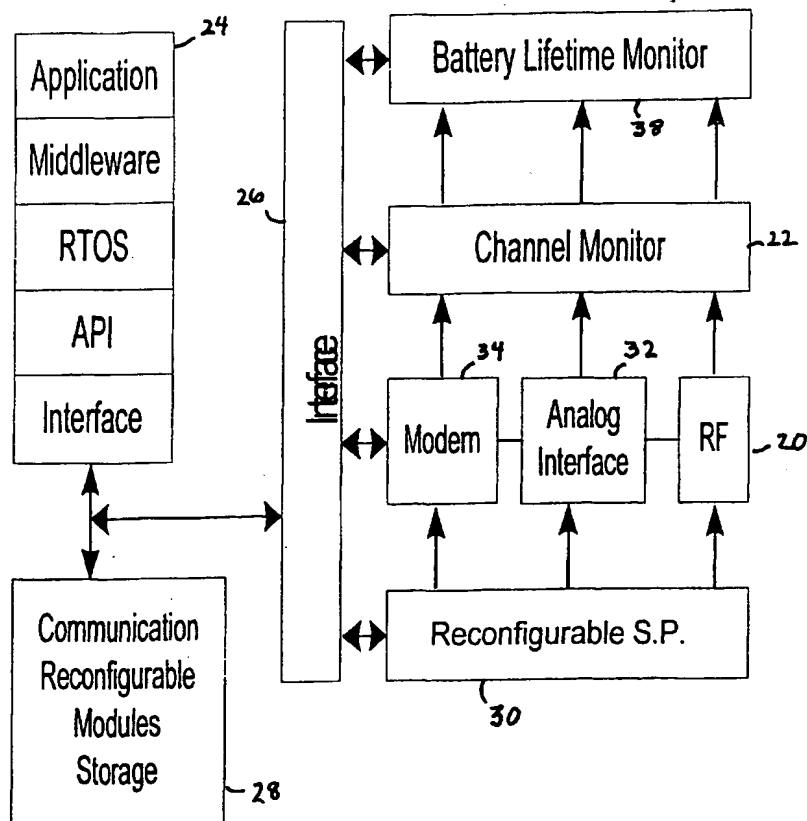 24
Application
Middleware
RTOS
API
Interface
Communication
Reconfigurable
Modules
Storage
28
26
Interface
Battery Lifetime Monitor
38
Channel Monitor
22
34
Modem
32
Analog
Interface
RF
20
Reconfigurable S.P.
30